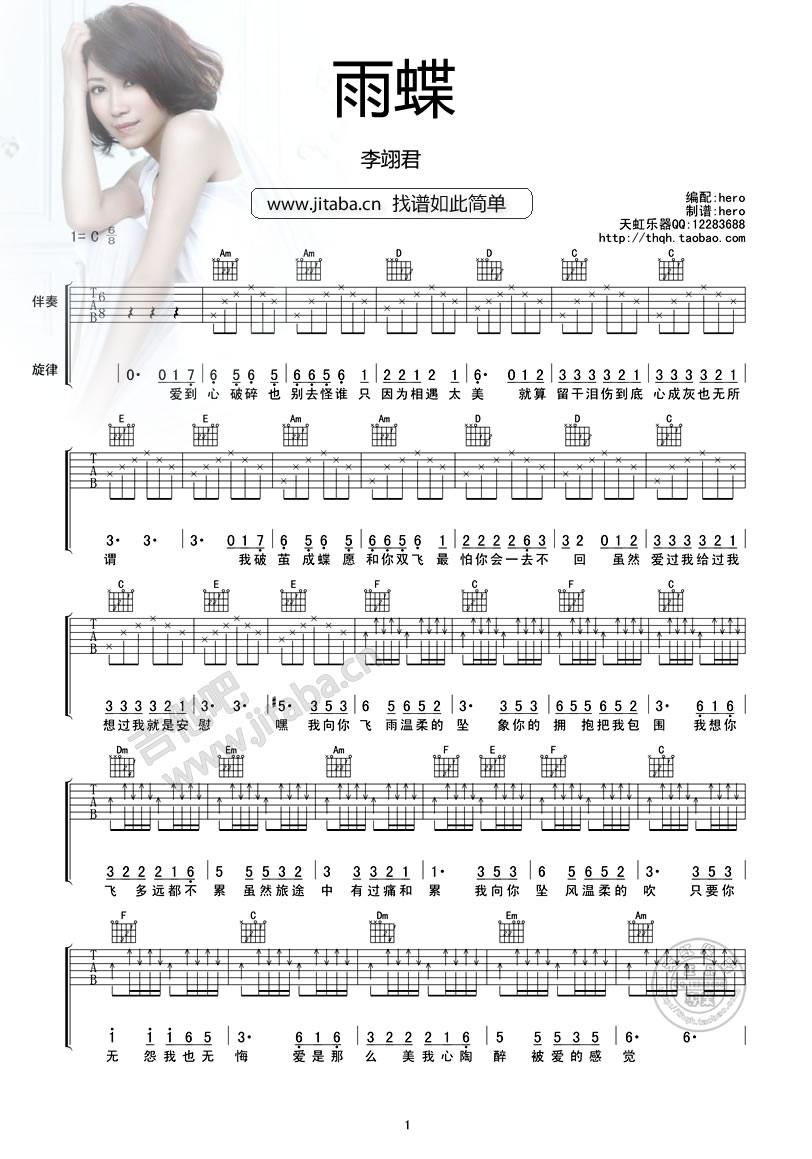 雨蝶
李翊君
www.jitaba.cn 找谱如此简单
编配:hero
制谱:hero
天虹乐器QQ:12283688
http://thqh.taobao.com
1= C 6/8
Am Am D D C C
伴奏 T A B 6 8
旋律 0· 0 1 7 6 5 6 5 6 6 5 6 1 2 2 1 2 6· 0 1 2 3 3 3 3 2 1 3 3 3 3 2 1
爱到 心 破碎 也 别去怪谁 只 因为相遇 太 美 就算 留干泪伤到底 心成灰也无所
E E Am Am D D C
T A B
3· 3· 3· 0 1 7 6 5 6 5 6 6 5 6 1 2 2 2 2 6 3 3 2 0 1 2 3 3 3 3 2 1
谓 我破 茧 成蝶 愿 和你双飞 最 怕你会一去不 回 虽然 爱过我给过我
C E E F C F C
T A B
3 3 3 3 2 1 3· 3· #5· 3 5 3 6 5 6 5 2 5· 3 5 3 6 5 6 5 2 3· 6 1 6
想过我就是安 慰 嘿 我向你 飞 雨温柔的 坠 象你的 拥 抱把我包 围 我想你
Dm Em Am F E F C
T A B
3 2 2 2 1 6 5 5 5 3 2 3 3 3 2 1 1· 3 5 3 6 5 6 5 2 3· 3 5 3
飞 多远都不 累 虽然旅途 中 有过痛和 累 我向你 坠 风温柔的 吹 只要你
F C Dm Em Am
T A B
1 1 1 6 5 3· 6 1 6 3 2 2 2 1 6 5 5 5 3 5 6· 6·
无 怨我也无 悔 爱是那 么 美我心陶 醉 被爱的感 觉
吉他吧
www.jitaba.cn
1